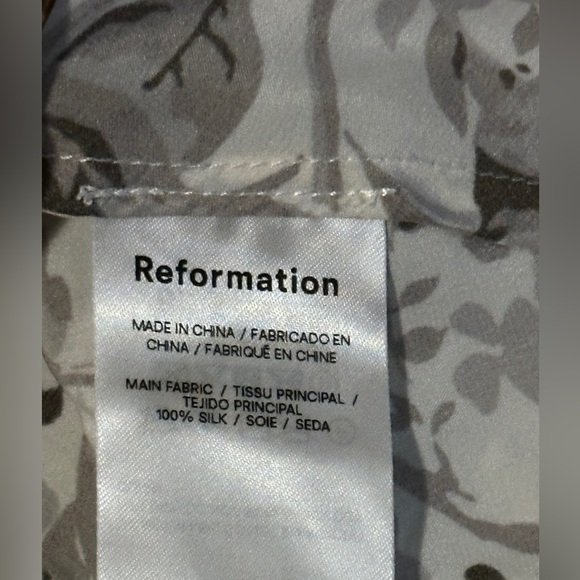 Reformation
MADE IN CHINA / FABRICADO EN
CHINA / FABRIQUÉ EN CHINE
MAIN FABRIC / TISSU PRINCIPAL /
TEJIDO PRINCIPAL
100% SILK / SOIE / SEDA